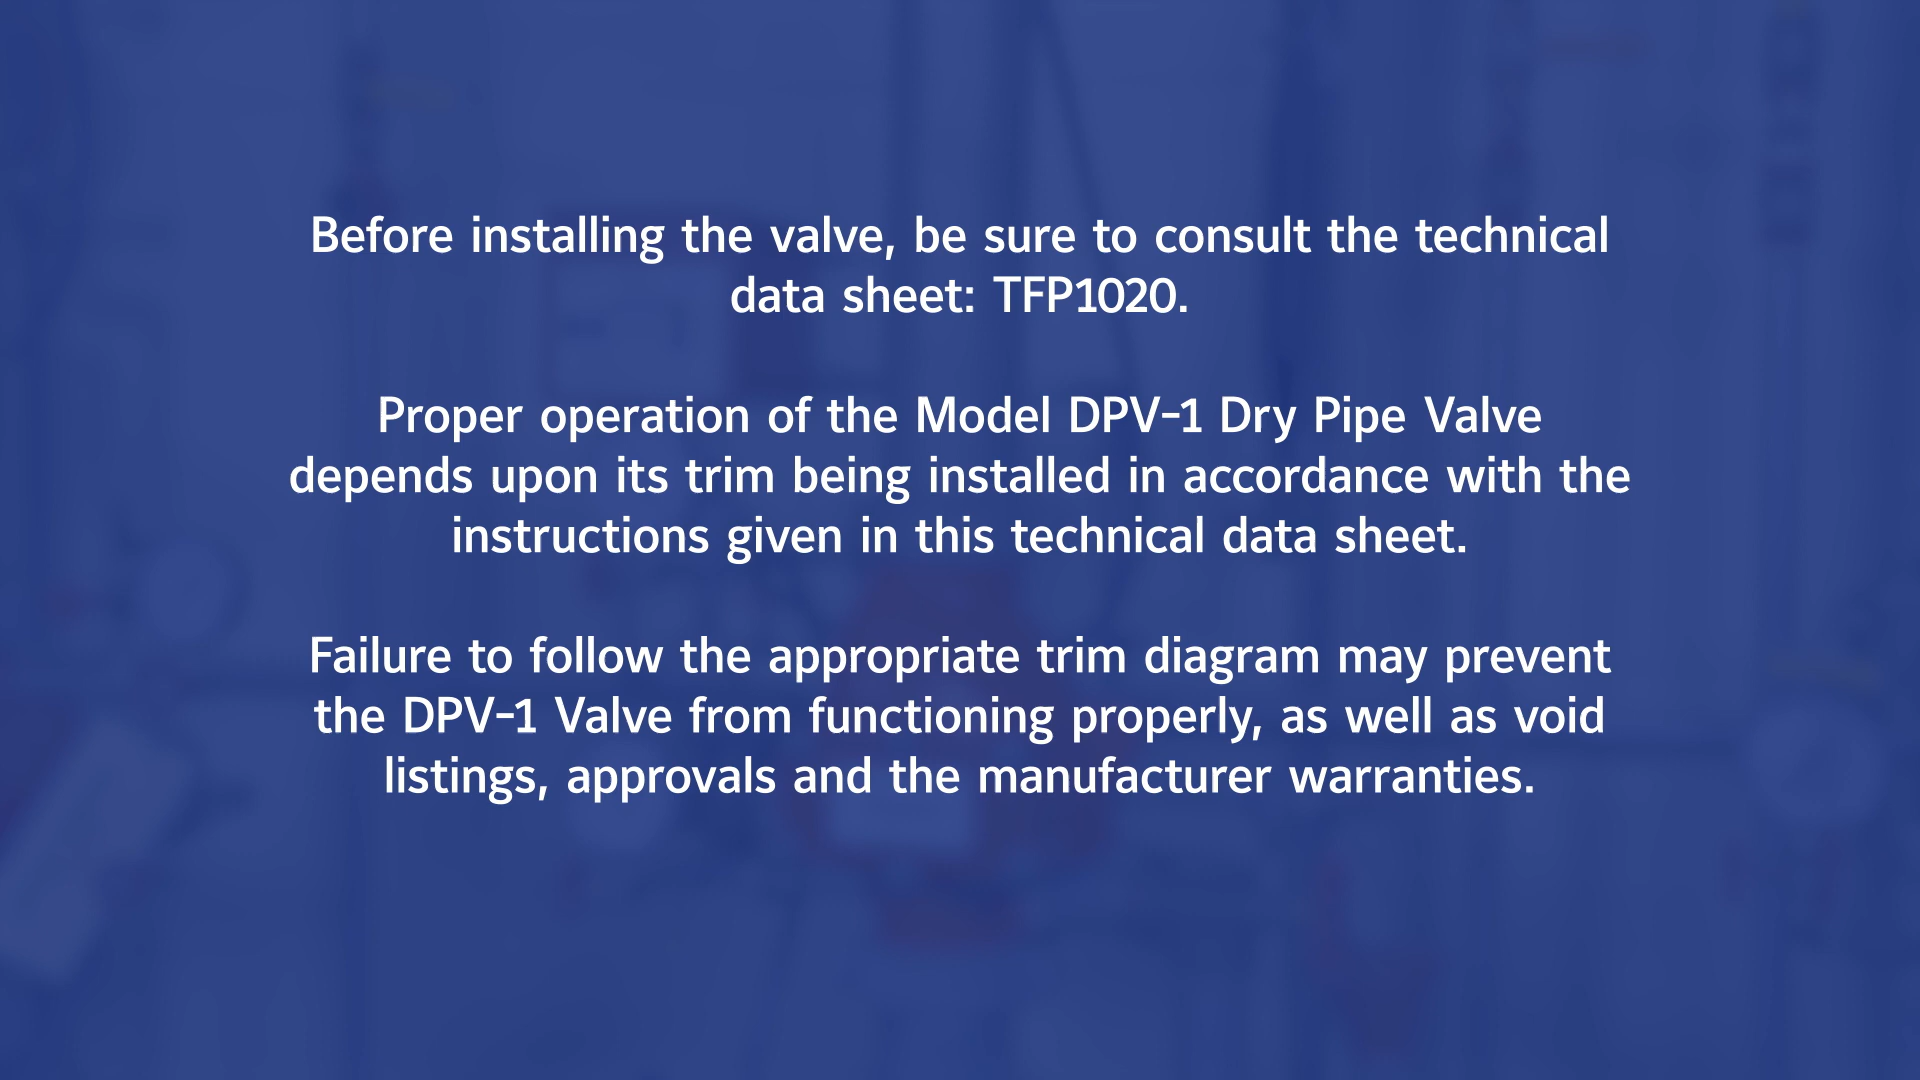 Before installing the valve, be sure to consult the technical
data sheet: TFP1020.
Proper operation of the Model DPV-1 Dry Pipe Valve
depends upon its trim being installed in accordance with the
instructions given in this technical data sheet.
Failure to follow the appropriate trim diagram may prevent
the DPV-1 Valve from functioning properly, as well as void
listings, approvals and the manufacturer warranties.